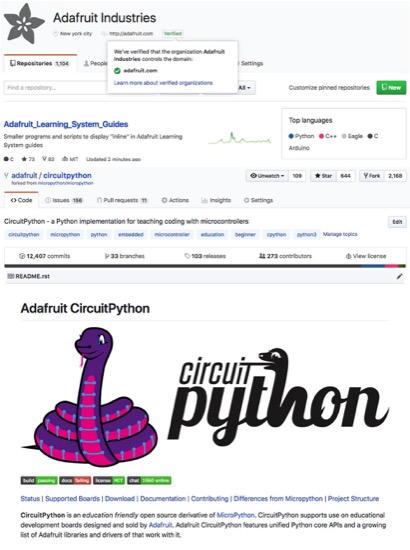 Adafruit Industries
New york city http://adafruit.com Verified
We've verified that the organization Adafruit Industries controls the domain:
adafruit.com
Learn more about verified organizations
Repositories 1,104 People Settings
Find a repository... All Customize pinned repositories New
Adafruit_Learning_System_Guides
Smaller programs and scripts to display "inline" in Adafruit Learning
System guides
C 73 83 MIT Updated 2 minutes ago
Top languages
Python C++ Eagle C
Arduino
adafruit / circuitpython
forked from micropython/micropython
Unwatch 109 Star 644 Fork 2,168
Code Issues 156 Pull requests 11 Actions Insights Settings
CircuitPython - a Python implementation for teaching coding with microcontrollers Edit
circuitpython micropython python embedded microcontroller education beginner cpython python3 Manage topics
12,407 commits 33 branches 103 releases 273 contributors View license
README.rst
Adafruit CircuitPython
circuit
python
build passing docs failing license MIT chat 1060 online
Status | Supported Boards | Download | Documentation | Contributing | Differences from Micropython | Project Structure
CircuitPython is an education friendly open source derivative of MicroPython. CircuitPython supports use on educational
development boards designed and sold by Adafruit. Adafruit CircuitPython features unified Python core APIs and a growing
list of Adafruit libraries and drivers of that work with it.